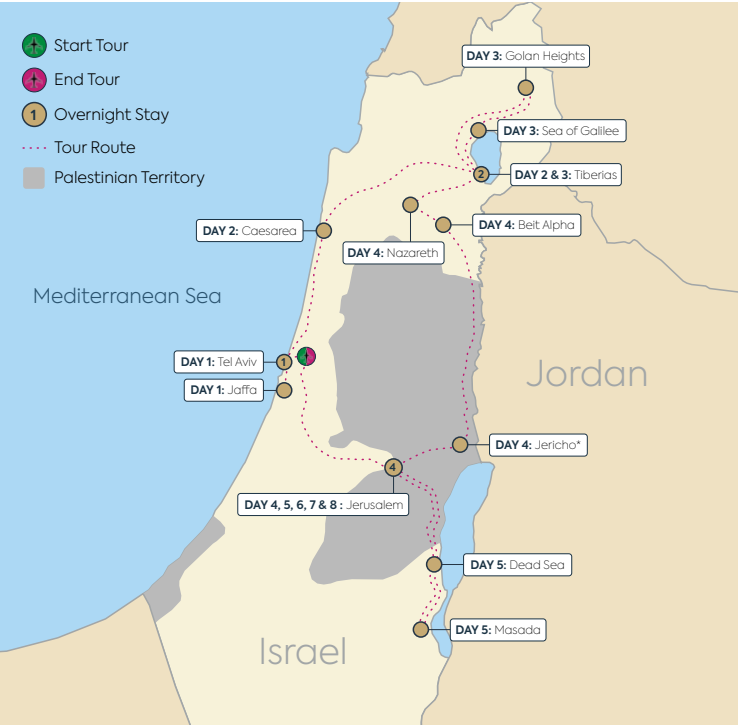 Start Tour
End Tour
1 Overnight Stay
Tour Route
Palestinian Territory
DAY 3: Golan Heights
DAY 3: Sea of Galilee
2
DAY 2 & 3: Tiberias
DAY 2: Caesarea
DAY 4: Beit Alpha
DAY 4: Nazareth
Mediterranean Sea
DAY 1: Tel Aviv
1
Jordan
DAY 1: Jaffa
DAY 4: Jericho*
4
DAY 4, 5, 6, 7 & 8 : Jerusalem
DAY 5: Dead Sea
DAY 5: Masada
Israel